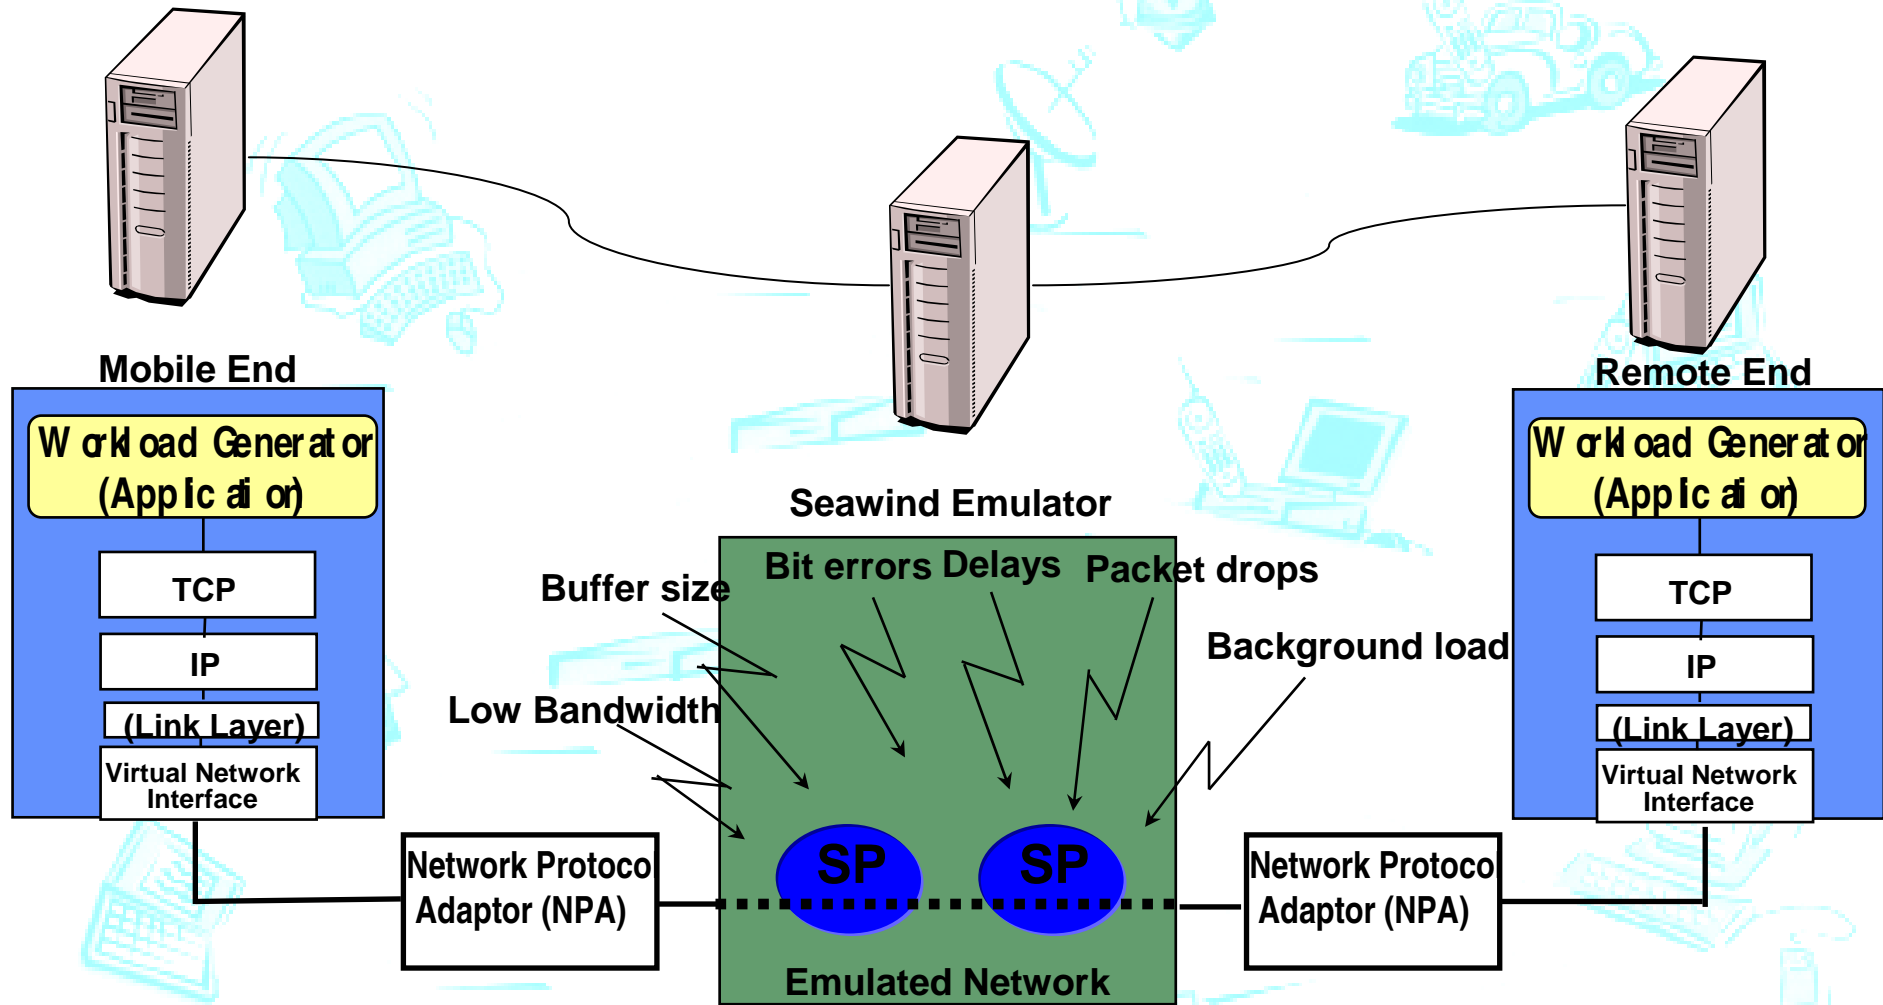 Mobile End
Workload Generator
(Application)
TCP
IP
(Link Layer)
Virtual Network
Interface
Network Protocol
Adaptor (NPA)
Seawind Emulator
Buffer size
Bit errors
Delays
Packet drops
Background load
Low Bandwidth
SP
SP
Emulated Network
Remote End
Workload Generator
(Application)
TCP
IP
(Link Layer)
Virtual Network
Interface
Network Protocol
Adaptor (NPA)